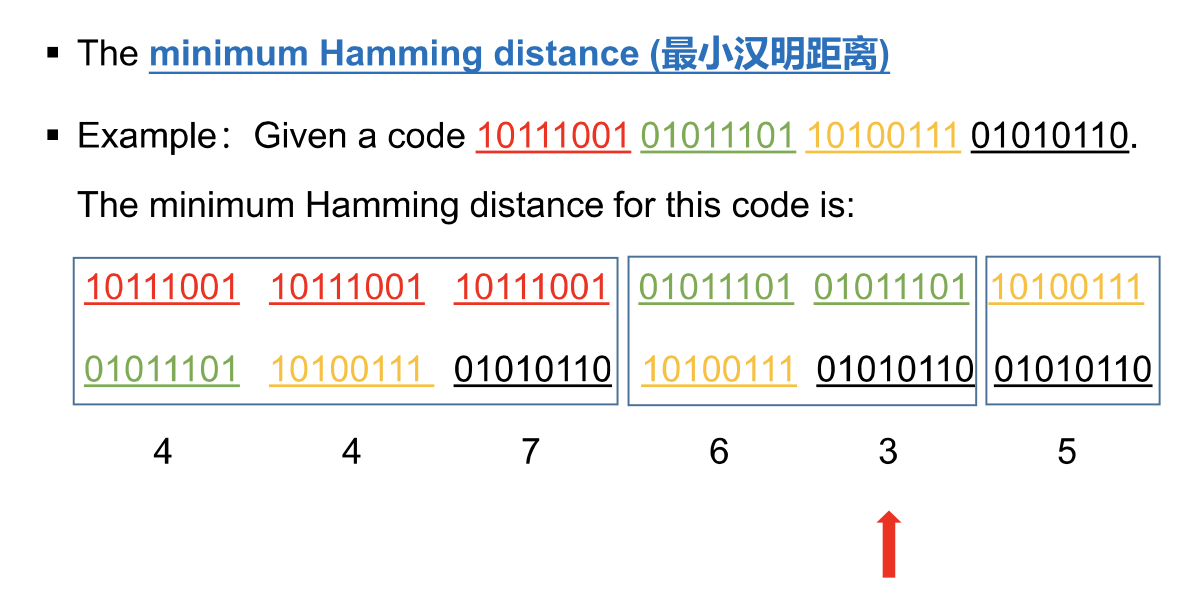 ▪ The minimum Hamming distance (最小汉明距离)
▪ Example： Given a code 10111001 01011101 10100111 01010110.
The minimum Hamming distance for this code is:
10111001 10111001 10111001 01011101 01011101 10100111
01011101 10100111 01010110 10100111 01010110 01010110
4 4 7 6 3 5